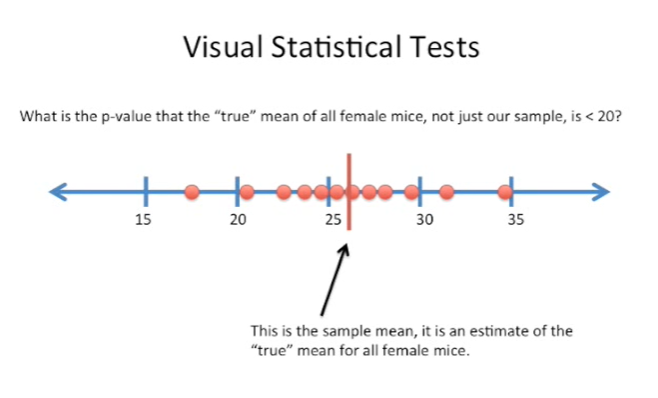 Visual Statistical Tests
What is the p-value that the “true” mean of all female mice, not just our sample, is < 20?
15 20 25 30 35
This is the sample mean, it is an estimate of the
“true” mean for all female mice.